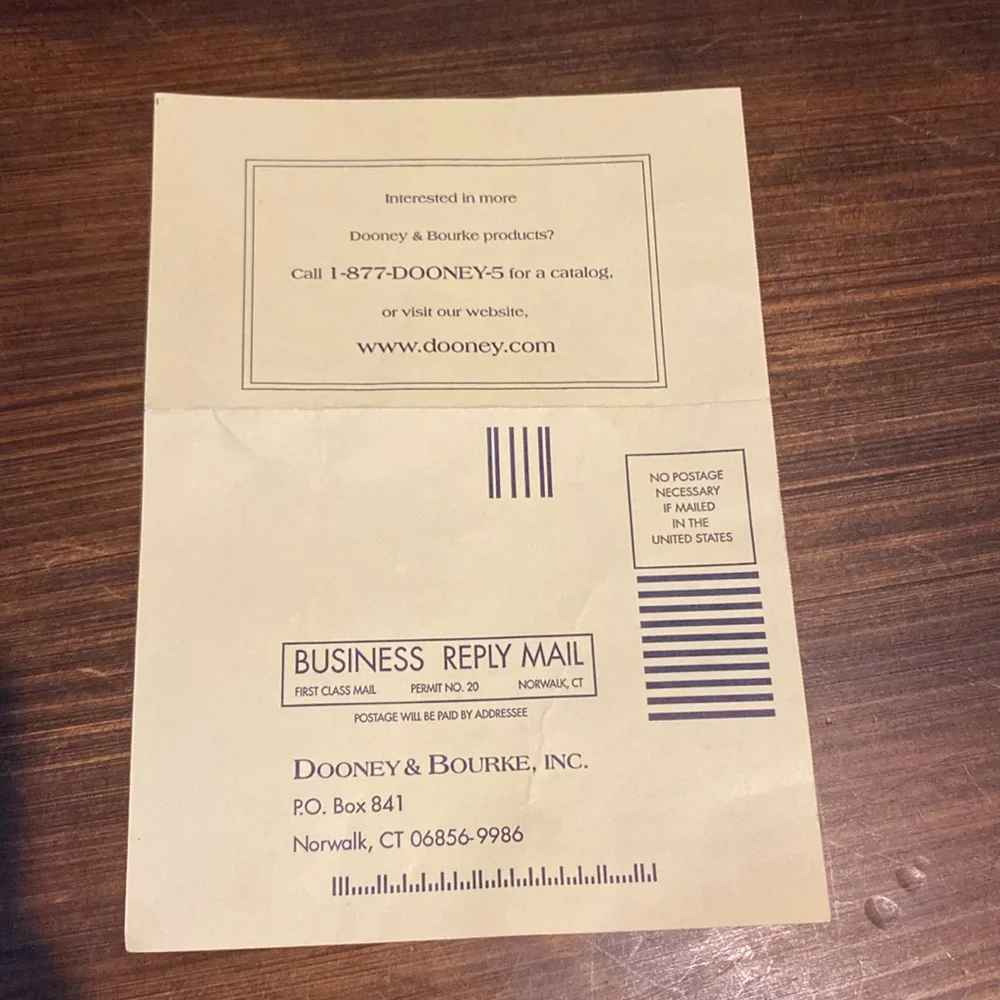 Interested in more
Dooney & Bourke products?
Call 1-877-DOONEY-5 for a catalog,
or visit our website,
www.dooney.com
NO POSTAGE
NECESSARY
IF MAILED
IN THE
UNITED STATES
BUSINESS REPLY MAIL
FIRST CLASS MAIL PERMIT NO. 20 NORWALK, CT
POSTAGE WILL BE PAID BY ADDRESSEE
DOONEY & BOURKE, INC.
P.O. Box 841
Norwalk, CT 06856-9986